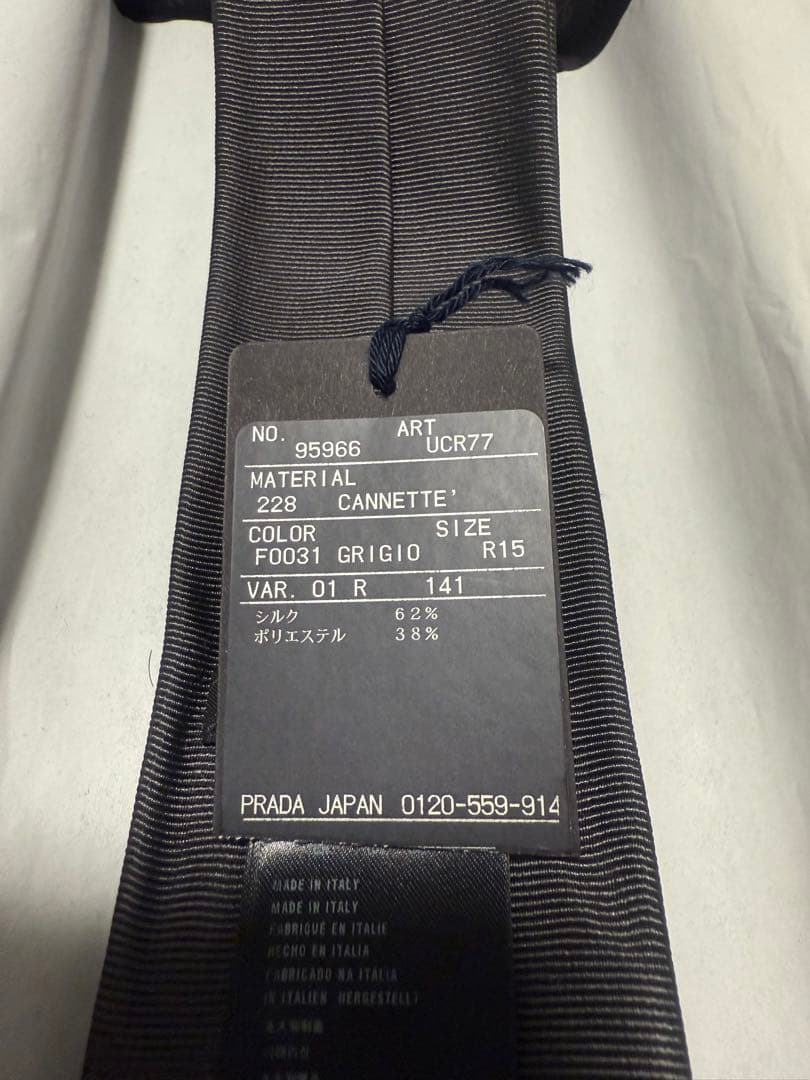 NO. ART
95966 UCR77
MATERIAL
228 CANNETTE'
COLOR SIZE
F0031 GRIGIO R15
VAR. 01 R 141
シルク 62%
ポリエステル 38%
PRADA JAPAN 0120-559-914
MADE IN ITALY
MADE IN ITALY
FABRIQUÉ EN ITALIE
HECHO EN ITALIA
FABRICADO NA ITALIA
IN ITALIEN HERGESTELLT